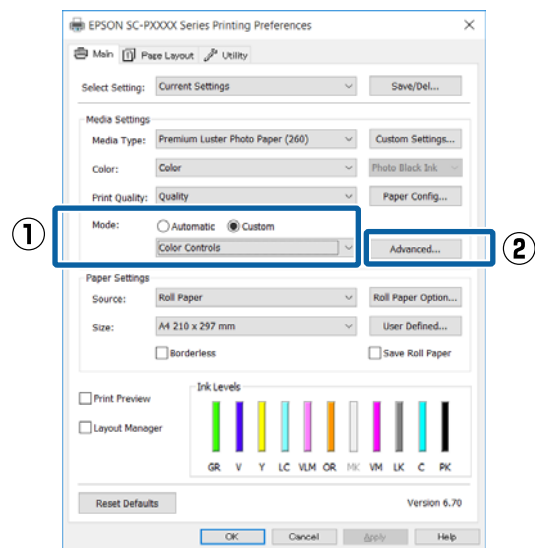 EPSON SC-PXXXX Series Printing Preferences
Main Page Layout Utility
Select Setting: Current Settings Save/Del...
Media Settings
Media Type: Premium Luster Photo Paper (260) Custom Settings...
Color: Color Photo Black Ink
Print Quality: Quality Paper Config...
① Mode: Automatic Custom
Color Controls Advanced... ②
Paper Settings
Source: Roll Paper Roll Paper Option...
Size: A4 210 x 297 mm User Defined...
Borderless Save Roll Paper
Print Preview
Layout Manager
Ink Levels
GR V Y LC VLM OR MK VM LK C PK
Reset Defaults Version 6.70
OK Cancel Apply Help